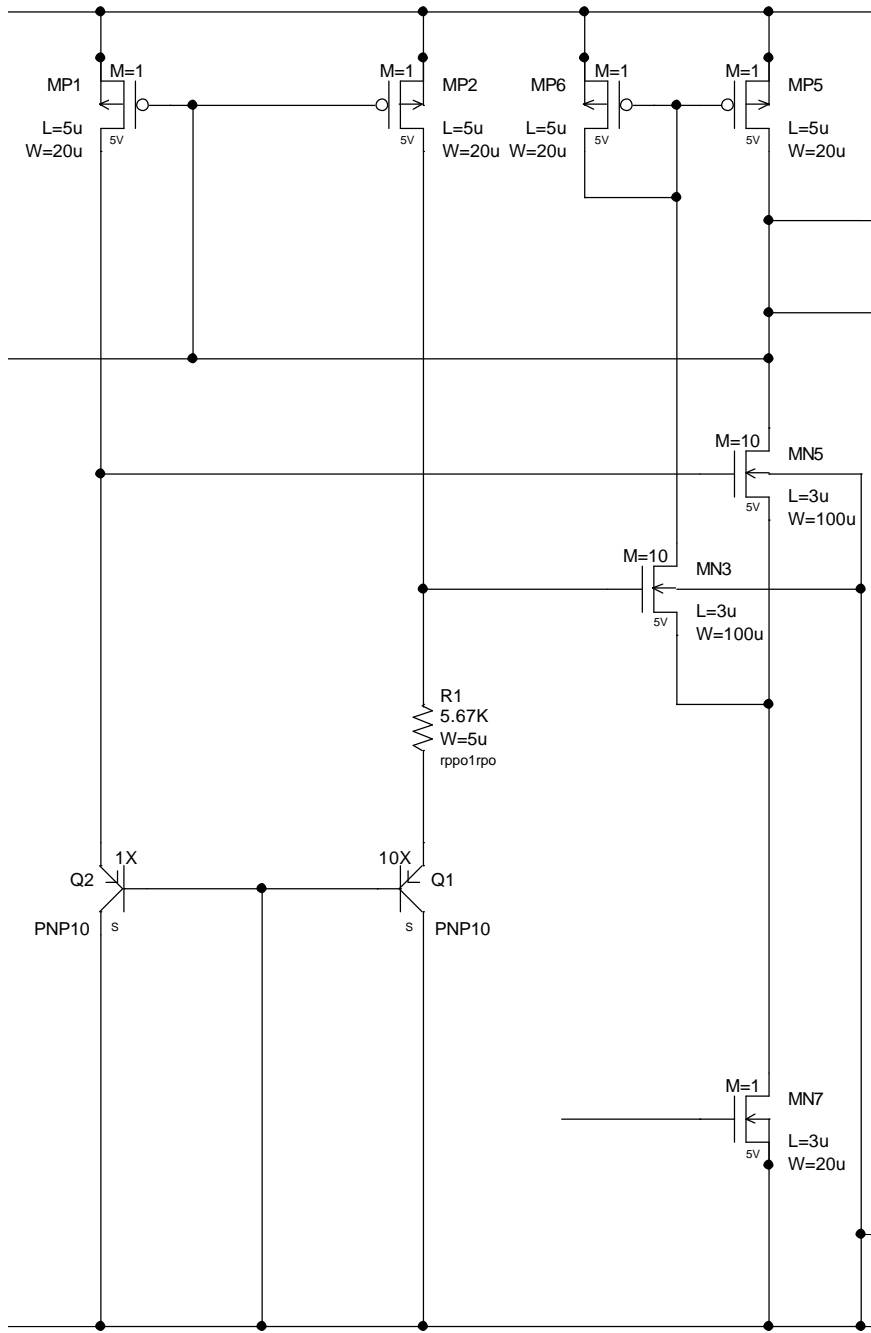 M=1
MP1
L=5u
5V
W=20u
M=1
MP2
L=5u
5V
W=20u
M=1
MP6
L=5u
5V
W=20u
M=1
MP5
L=5u
5V
W=20u
M=10
MN5
L=3u
5V
W=100u
M=10
MN3
L=3u
5V
W=100u
R1
5.67K
W=5u
rppo1rpo
1X
Q2
PNP10
S
10X
Q1
S
PNP10
M=1
MN7
L=3u
5V
W=20u